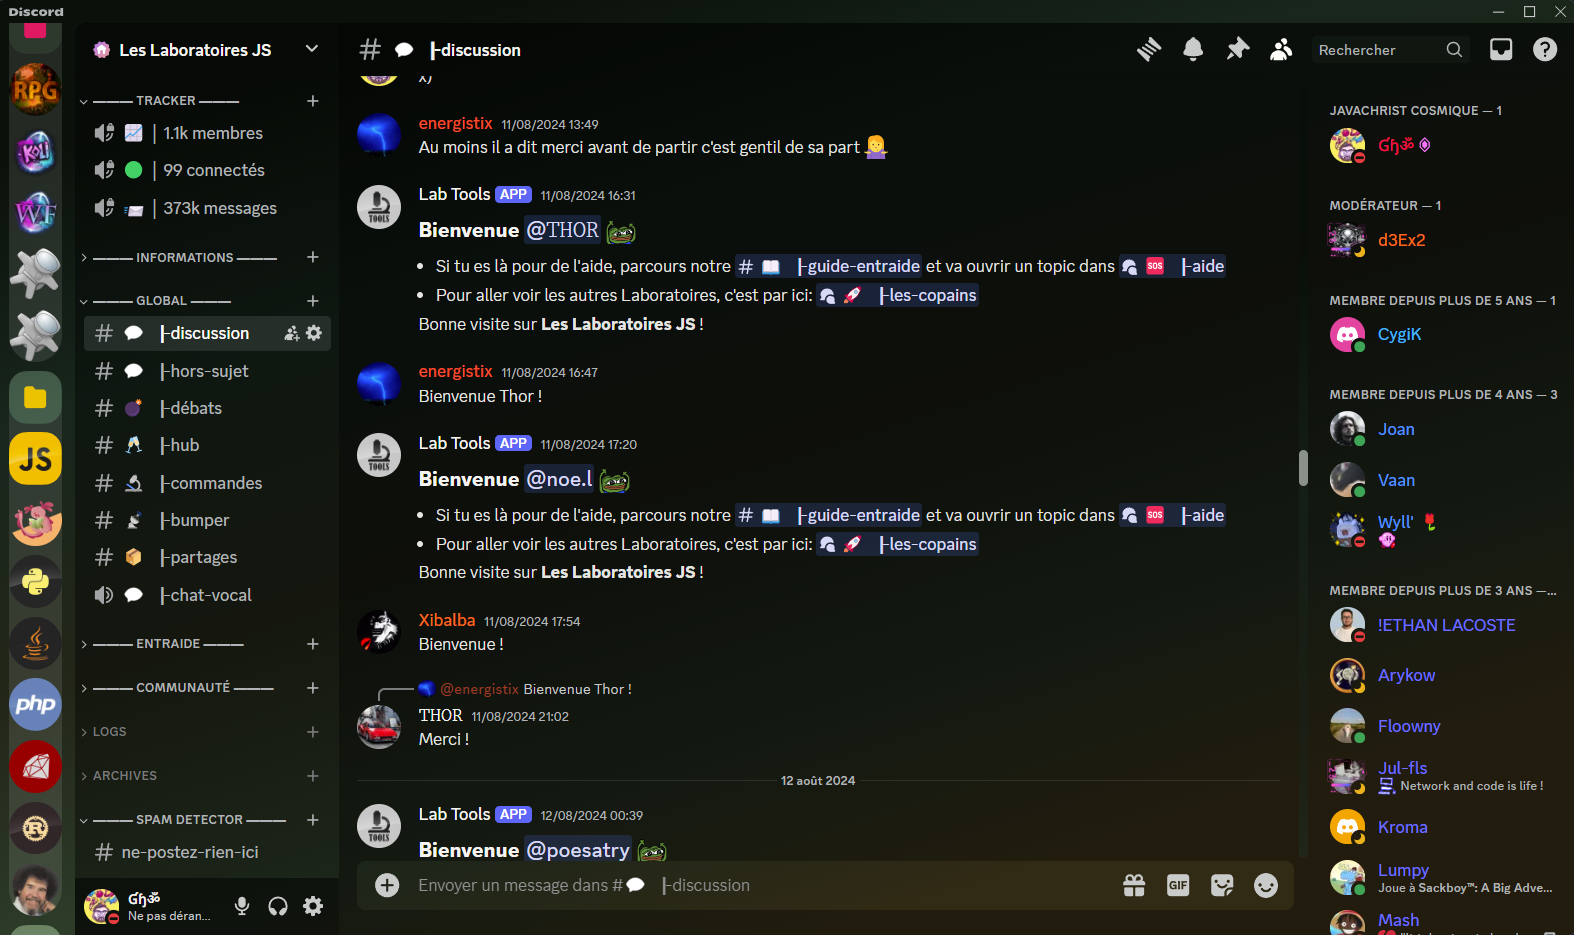 Discord
Les Laboratoires JS
——— TRACKER ———
| 1.1k membres
| 99 connectés
| 373k messages
——— INFORMATIONS ———
——— GLOBAL ———
├-discussion
├-hors-sujet
├-débats
├-hub
├-commandes
├-bumper
├-partages
├-chat-vocal
——— ENTRAIDE ———
——— COMMUNAUTÉ ———
LOGS
ARCHIVES
——— SPAM DETECTOR ———
ne-postez-rien-ici
Ne pas déran...
RPG
KOLI
WF
JS
php
R
# 💬 ├-discussion
Rechercher
x)
energistix 11/08/2024 13:49
Au moins il a dit merci avant de partir c'est gentil de sa part
Lab Tools APP 11/08/2024 16:31
TOOLS
Bienvenue @THOR
• Si tu es là pour de l'aide, parcours notre # 📖 ├-guide-entraide et va ouvrir un topic dans 🆘 ├-aide
• Pour aller voir les autres Laboratoires, c'est par ici: 🚀 ├-les-copains
Bonne visite sur Les Laboratoires JS !
energistix 11/08/2024 16:47
Bienvenue Thor !
Lab Tools APP 11/08/2024 17:20
TOOLS
Bienvenue @noe.l
• Si tu es là pour de l'aide, parcours notre # 📖 ├-guide-entraide et va ouvrir un topic dans 🆘 ├-aide
• Pour aller voir les autres Laboratoires, c'est par ici: 🚀 ├-les-copains
Bonne visite sur Les Laboratoires JS !
Xibalba 11/08/2024 17:54
Bienvenue !
@energistix Bienvenue Thor !
THOR 11/08/2024 21:02
Merci !
12 août 2024
Lab Tools APP 12/08/2024 00:39
TOOLS
Bienvenue @poesatry
Envoyer un message dans #💬 ├-discussion
GIF
JAVACHRIST COSMIQUE — 1
MODÉRATEUR — 1
d3Ex2
MEMBRE DEPUIS PLUS DE 5 ANS — 1
CygiK
MEMBRE DEPUIS PLUS DE 4 ANS — 3
Joan
Vaan
Wyll'
MEMBRE DEPUIS PLUS DE 3 ANS —...
!ETHAN LACOSTE
Arykow
Floowny
Jul-fls
Network and code is life !
Kroma
Lumpy
Joue à Sackboy™: A Big Adve...
Mash